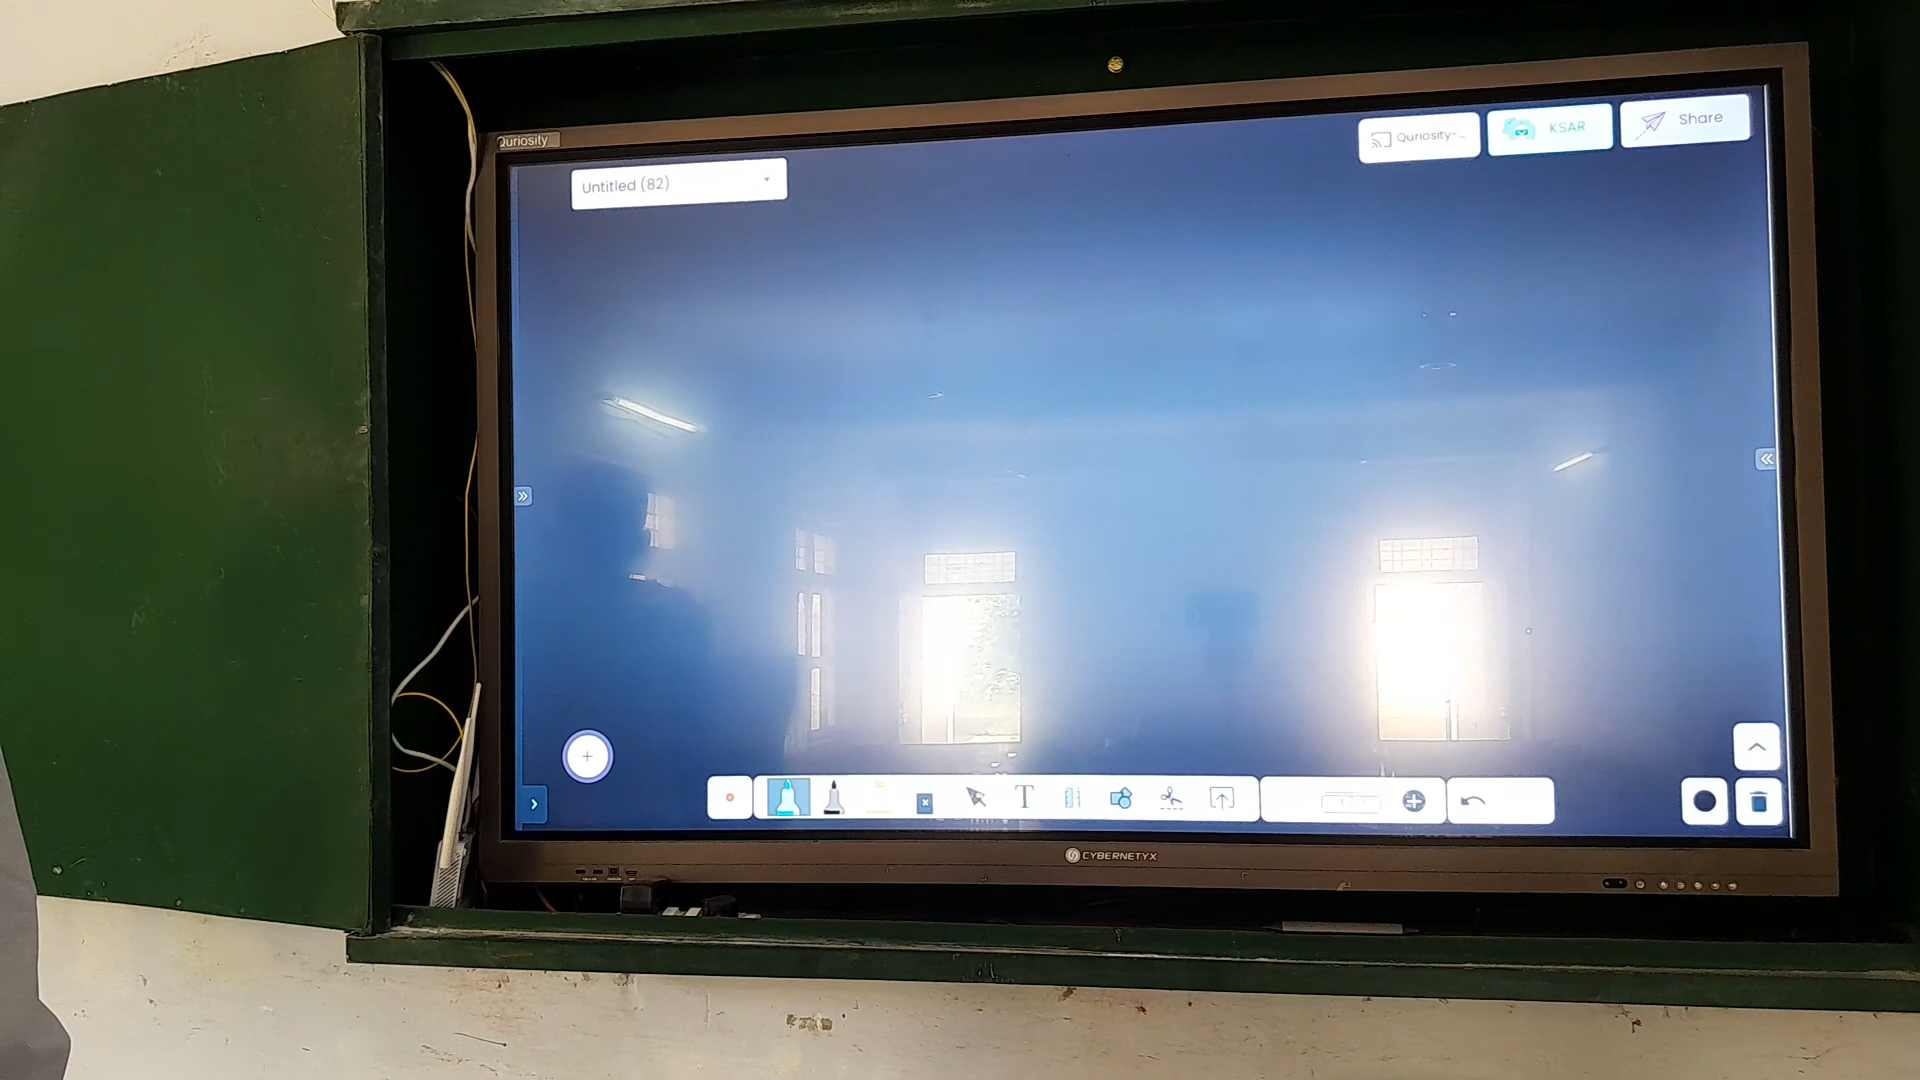 Quriosity
Untitled (82)
Quriosity-...
KSAR
Share
T
CYBERNETYX